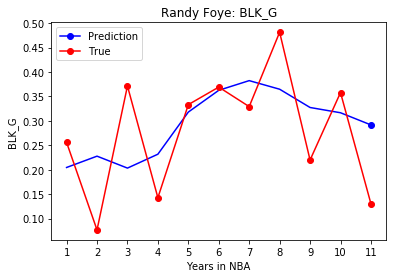 Randy Foye: BLK_G
Prediction
True
BLK_G
0.50
0.45
0.40
0.35
0.30
0.25
0.20
0.15
0.10
1 2 3 4 5 6 7 8 9 10 11
Years in NBA